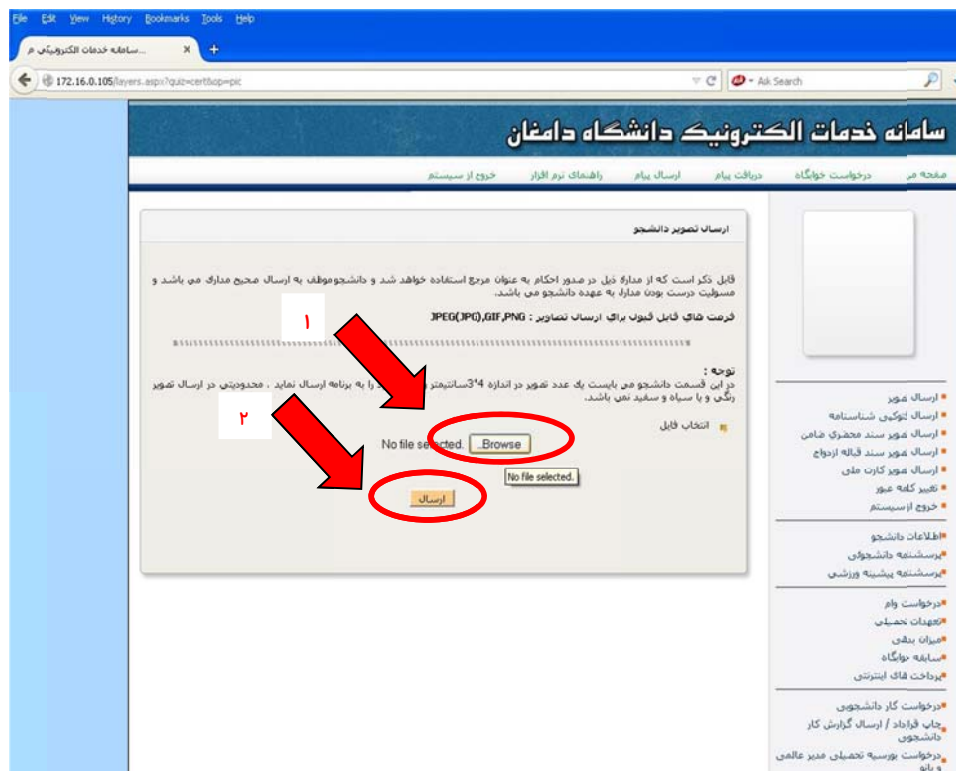 File Edit View History Bookmarks Tools Help
سامانه خدمات الکترونیکی م...
172.16.0.105/layers.aspx?quiz=cert&op=pic
Ask Search
سامانه خدمات الکترونیک دانشگاه دامغان
صفحه
درخواست خوابگاه
دریافت پیام
ارسال پیام
راهنمای نرم افزار
خروج از سیستم
ارسال تصویر دانشجو
قابل ذکر است که از مدارک ذیل در صدور احکام به عنوان مرجع استفاده خواهد شد و دانشجوموظف به ارسال صحیح مدارک می باشد و
مسولیت درست بودن مدارک به عهده دانشجو می باشد.
فرمت های قابل قبول برای ارسال تصاویر : JPEG(JPG),GIF,PNG
۱
توجه :
در این قسمت دانشجو می بایست یک عدد تصویر در اندازه 4*3سانتیمتر را به برنامه ارسال نماید . محدودیتی در ارسال تصویر
رنگی و یا سیاه و سفید نمی باشد.
۲
انتخاب فایل
Browse... No file selected.
No file selected.
ارسال
ارسال
ارسال کپی شناسنامه
ارسال تصویر سند محضری ضامن
ارسال تصویر سند قباله ازدواج
ارسال تصویر کارت ملی
تغییر کلمه عبور
خروج ازسیستم
اطلاعات دانشجو
پرسشنامه دانشجوئی
پرسشنامه پیشینه ورزشی
درخواست وام
تعهدات تحصیلی
میزان بدهی
سابقه خوابگاه
پرداخت های اینترنتی
درخواست کار دانشجویی
چاپ قراداد / ارسال گزارش کار
دانشجوی
درخواست بورسیه تحصیلی مدیر عالمی
و بانو